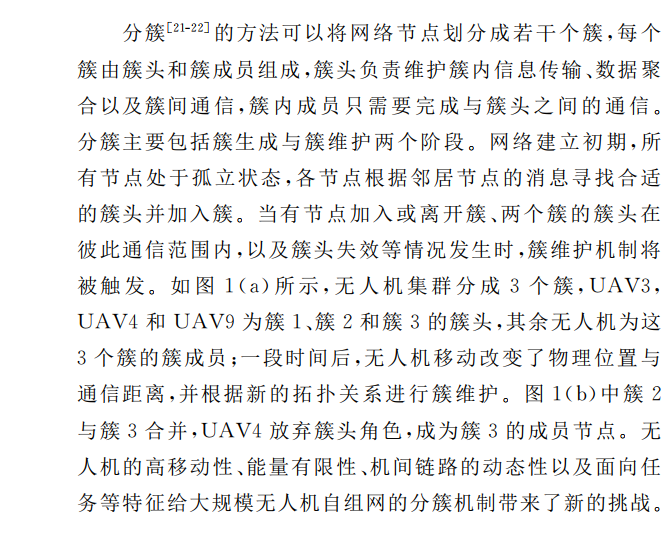 分簇[21-22]的方法可以将网络节点划分成若干个簇,每个
簇由簇头和簇成员组成,簇头负责维护簇内信息传输、数据聚
合以及簇间通信,簇内成员只需要完成与簇头之间的通信。
分簇主要包括簇生成与簇维护两个阶段。网络建立初期,所
有节点处于孤立状态,各节点根据邻居节点的消息寻找合适
的簇头并加入簇。当有节点加入或离开簇、两个簇的簇头在
彼此通信范围内,以及簇头失效等情况发生时,簇维护机制将
被触发。如图 1(a)所示,无人机集群分成 3 个簇,UAV3,
UAV4 和 UAV9 为簇 1、簇 2 和簇 3 的簇头,其余无人机为这
3 个簇的簇成员;一段时间后,无人机移动改变了物理位置与
通信距离,并根据新的拓扑关系进行簇维护。图 1(b)中簇 2
与簇 3 合并,UAV4 放弃簇头角色,成为簇 3 的成员节点。无
人机的高移动性、能量有限性、机间链路的动态性以及面向任
务等特征给大规模无人机自组网的分簇机制带来了新的挑战。